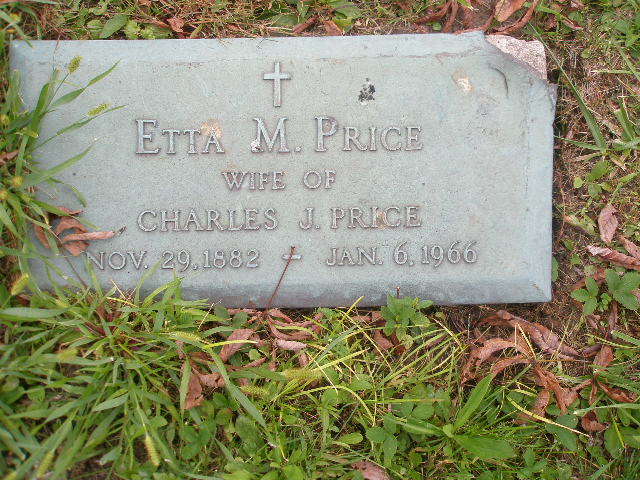 ETTA M. PRICE
WIFE OF
CHARLES J. PRICE
NOV. 29, 1882 + JAN. 6, 1966